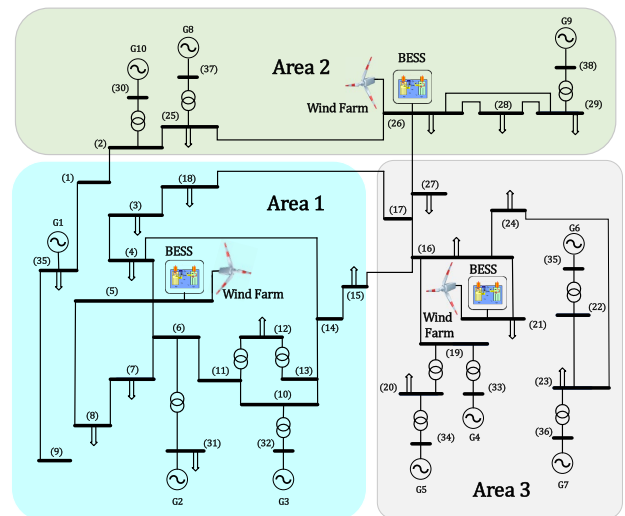 G9
G8
G10
BESS
Area 2
(37)
(38)
(30)
Wind Farm
(25)
(26)
(28)
(29)
(2)
(1)
(18)
(27)
Area 1
(3)
(17)
(24)
G1
G6
(4)
BESS
(16)
(35)
(35)
BESS
(5)
Wind Farm
(15)
(22)
Wind
Farm
(14)
(21)
(6)
(12)
(19)
(7)
(11)
(13)
(20)
(33)
(23)
(10)
(8)
G4
(31)
(32)
(34)
(36)
(9)
G2
G3
G5
G7
Area 3